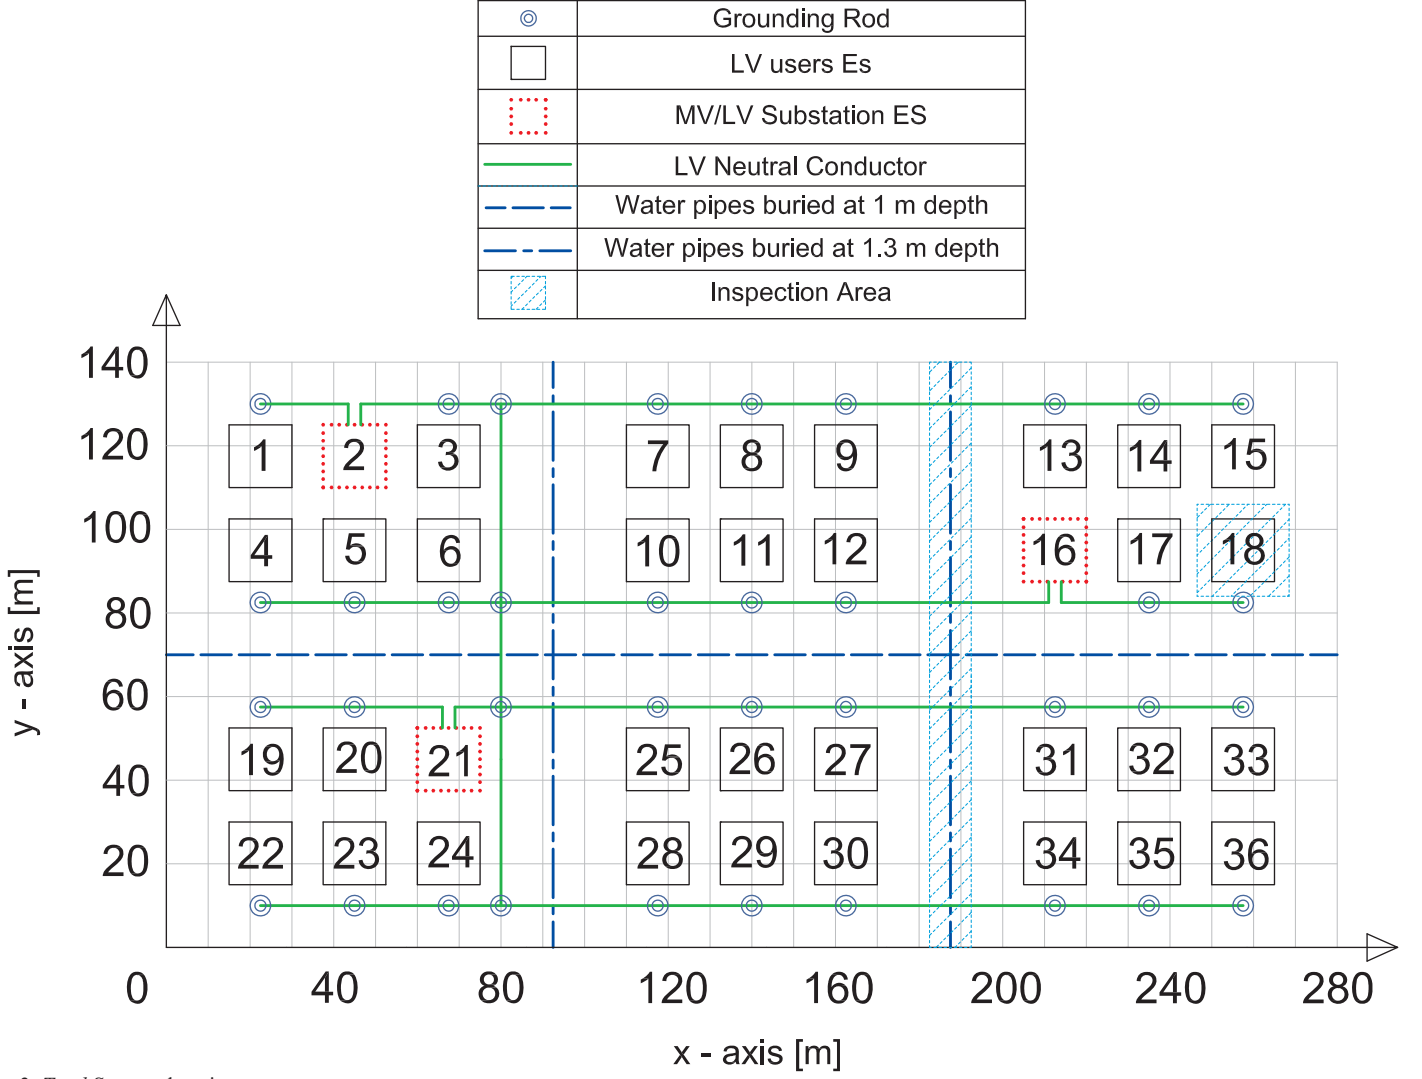 Grounding Rod
LV users Es
MV/LV Substation ES
LV Neutral Conductor
Water pipes buried at 1 m depth
Water pipes buried at 1.3 m depth
Inspection Area
140
120
100
80
60
40
20
y - axis [m]
1 2 3 7 8 9 13 14 15
4 5 6 10 11 12 16 17 18
19 20 21 25 26 27 31 32 33
22 23 24 28 29 30 34 35 36
0 40 80 120 160 200 240 280
x - axis [m]